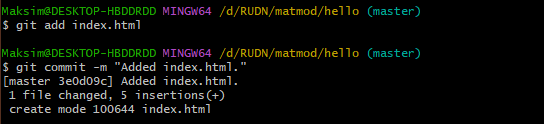 Maksim@DESKTOP-HBDDRDD MINGW64 /d/RUDN/matmod/hello (master)
$ git add index.html
Maksim@DESKTOP-HBDDRDD MINGW64 /d/RUDN/matmod/hello (master)
$ git commit -m "Added index.html."
[master 3e0d09c] Added index.html.
 1 file changed, 5 insertions(+)
 create mode 100644 index.html